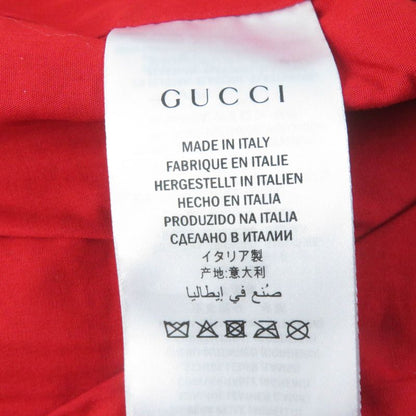 GUCCI
MADE IN ITALY
FABRIQUE EN ITALIE
HERGESTELLT IN ITALIEN
HECHO EN ITALIA
PRODUZIDO NA ITALIA
СДЕЛАНО В ИТАЛИИ
イタリア製
产地:意大利
صُنع في إيطاليا